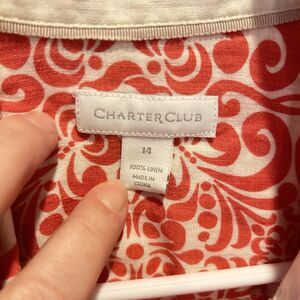 CHARTER CLUB
14
100% LINEN
MADE IN
CHINA